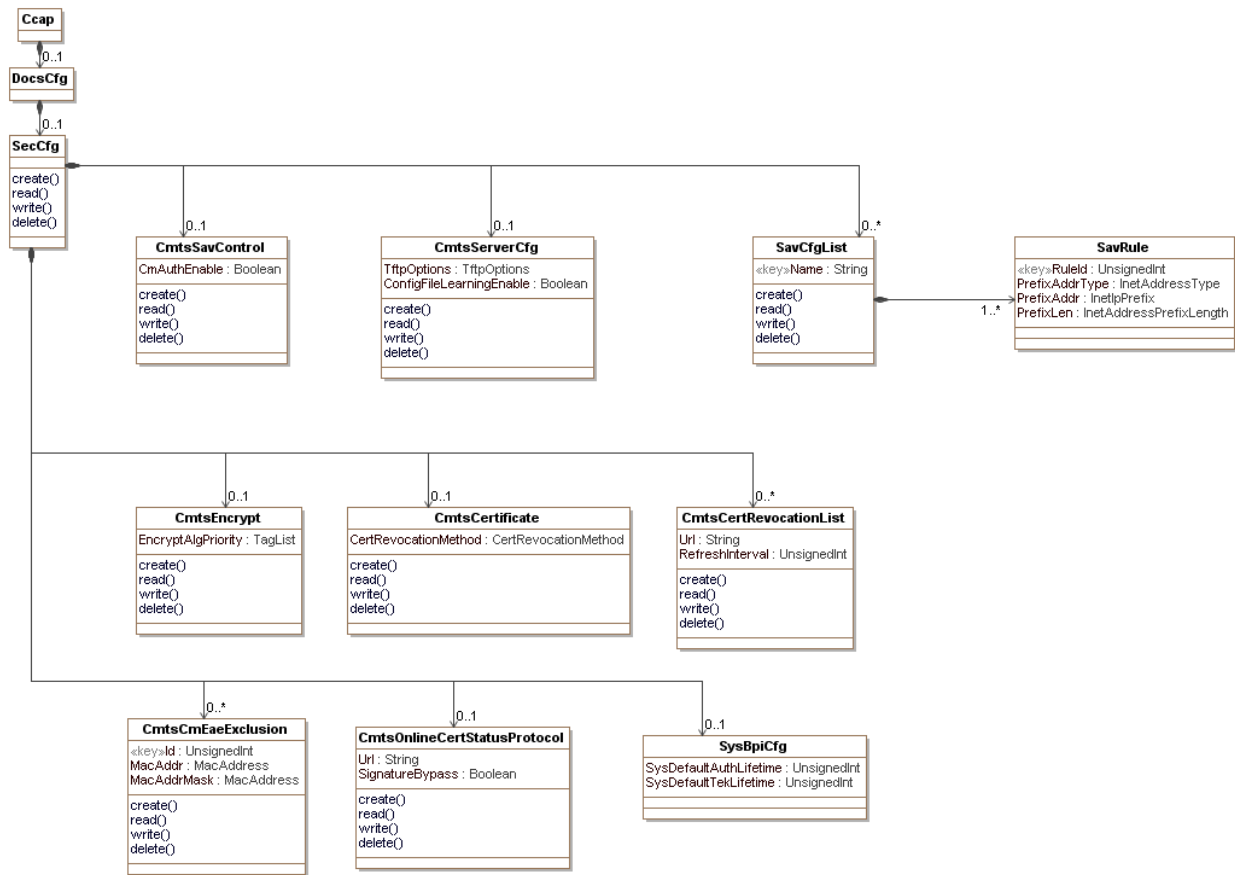 Ccap
0..1
DocsCfg
0..1
SecCfg
create()
read()
write()
delete()
0..1
CmtsSavControl
CmAuthEnable : Boolean
create()
read()
write()
delete()
0..1
CmtsServerCfg
TftpOptions : TftpOptions
ConfigFileLearningEnable : Boolean
create()
read()
write()
delete()
0..*
SavCfgList
«key»Name : String
create()
read()
write()
delete()
1..*
SavRule
«key»RuleId : UnsignedInt
PrefixAddrType : InetAddressType
PrefixAddr : InetIpPrefix
PrefixLen : InetAddressPrefixLength
0..1
CmtsEncrypt
EncryptAlgPriority : TagList
create()
read()
write()
delete()
0..1
CmtsCertificate
CertRevocationMethod : CertRevocationMethod
create()
read()
write()
delete()
0..*
CmtsCertRevocationList
Url : String
RefreshInterval : UnsignedInt
create()
read()
write()
delete()
0..*
CmtsCmEaeExclusion
«key»Id : UnsignedInt
MacAddr : MacAddress
MacAddrMask : MacAddress
create()
read()
write()
delete()
0..1
CmtsOnlineCertStatusProtocol
Url : String
SignatureBypass : Boolean
create()
read()
write()
delete()
0..1
SysBpiCfg
SysDefaultAuthLifetime : UnsignedInt
SysDefaultTekLifetime : UnsignedInt